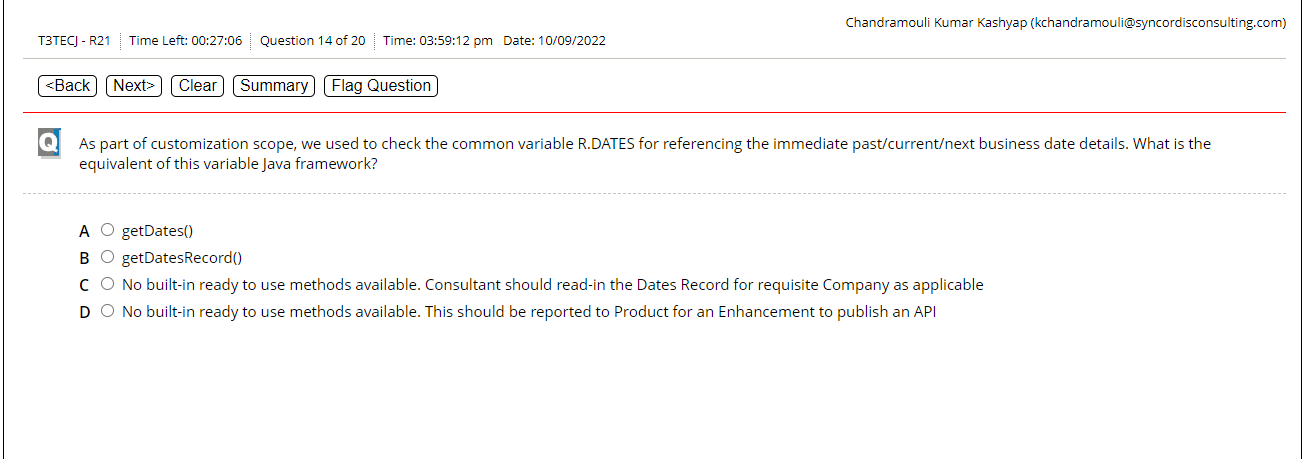 Chandramouli Kumar Kashyap (kchandramouli@syncordisconsulting.com)
T3TECJ - R21 Time Left: 00:27:06 Question 14 of 20 Time: 03:59:12 pm Date: 10/09/2022
<Back Next> Clear Summary Flag Question
Q As part of customization scope, we used to check the common variable R.DATES for referencing the immediate past/current/next business date details. What is the
equivalent of this variable Java framework?
A getDates()
B getDatesRecord()
C No built-in ready to use methods available. Consultant should read-in the Dates Record for requisite Company as applicable
D No built-in ready to use methods available. This should be reported to Product for an Enhancement to publish an API